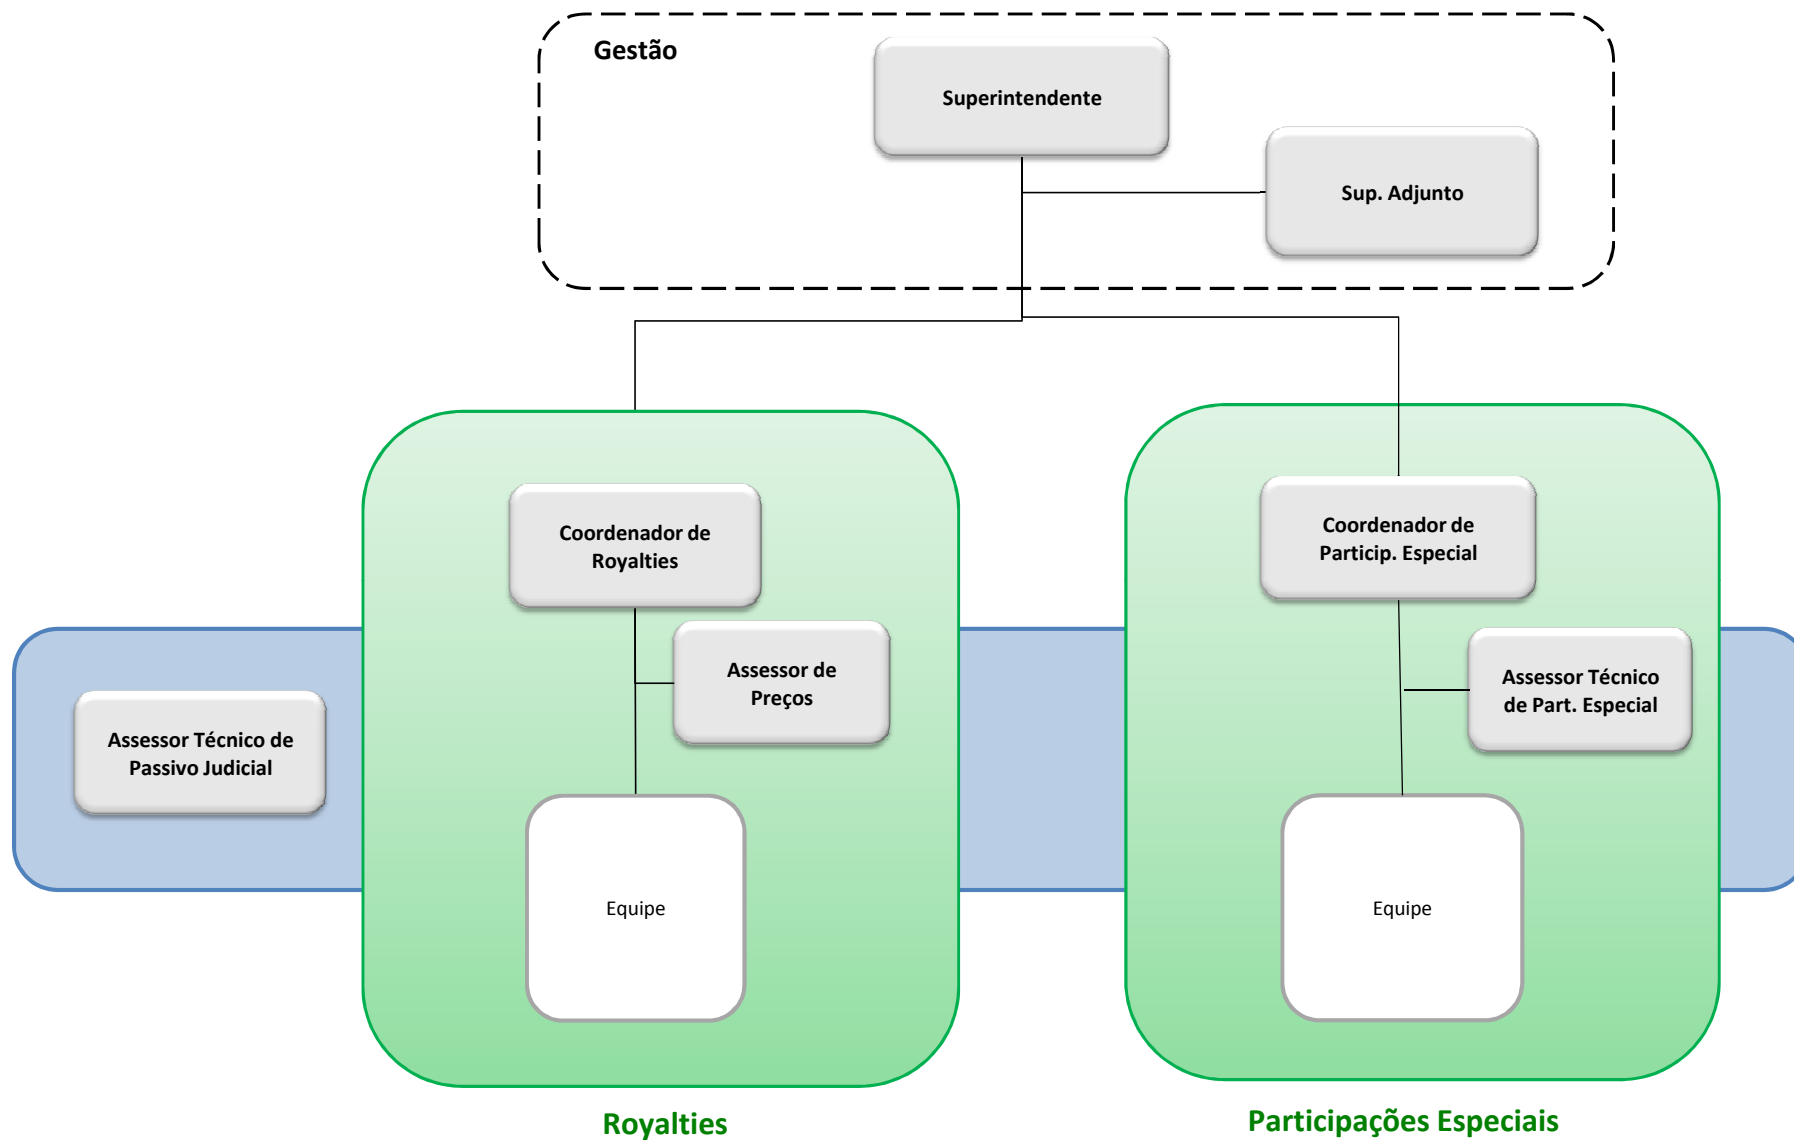 Gestão
Superintendente
Sup. Adjunto
Coordenador de
Royalties
Coordenador de
Particip. Especial
Assessor de
Preços
Assessor Técnico
de Part. Especial
Assessor Técnico de
Passivo Judicial
Equipe
Equipe
Royalties
Participações Especiais